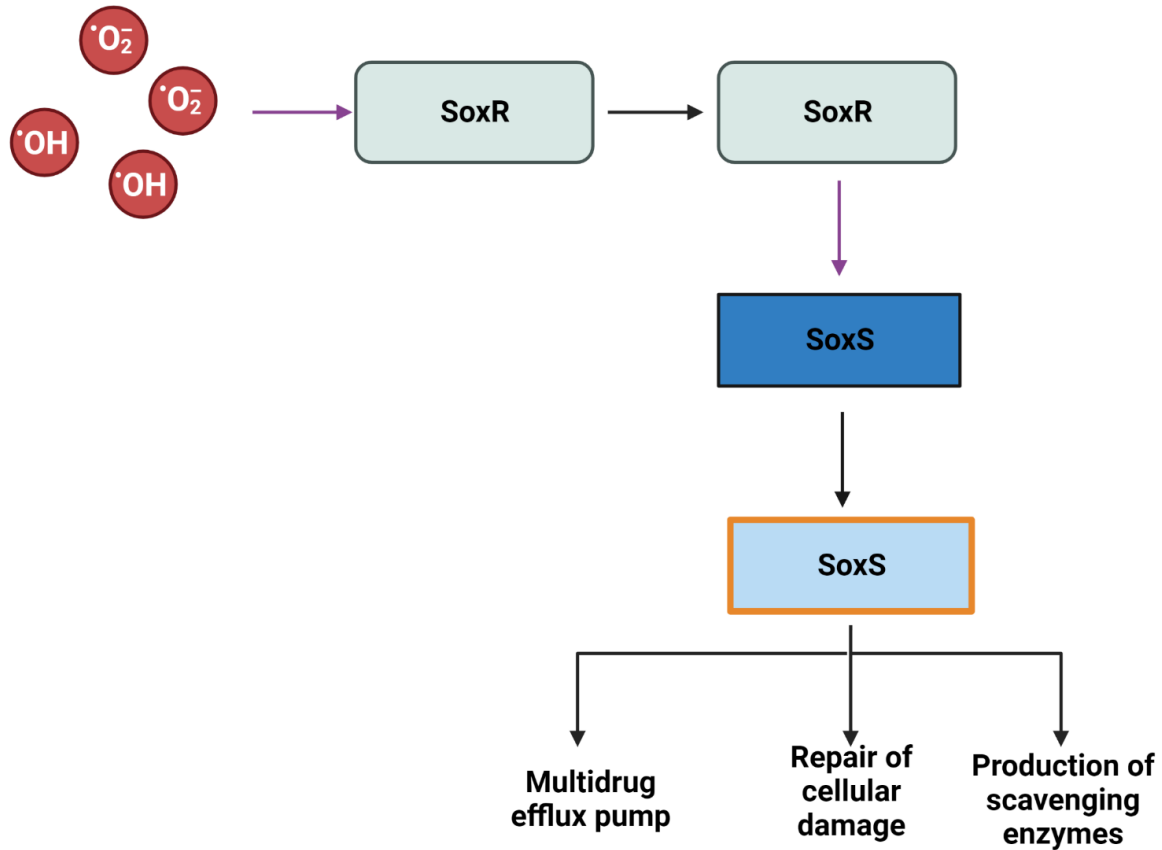 •O₂⁻
•O₂⁻
•OH
•OH
SoxR
SoxR
SoxS
SoxS
Multidrug
efflux pump
Repair of
cellular
damage
Production of
scavenging
enzymes